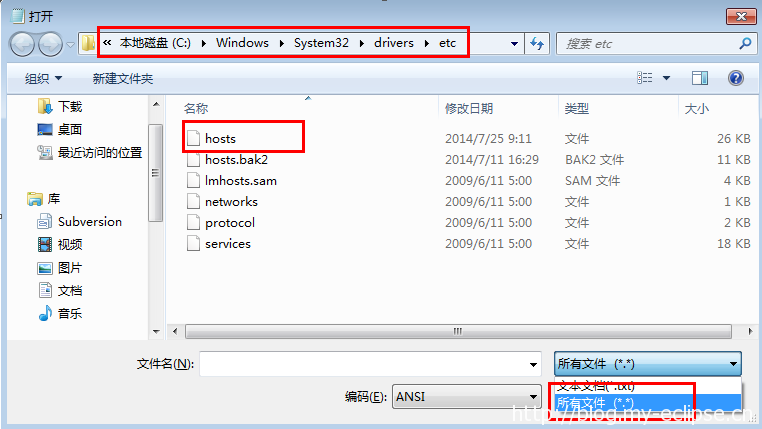 打开
« 本地磁盘 (C:) ▸ Windows ▸ System32 ▸ drivers ▸ etc
搜索 etc
组织 新建文件夹
名称 修改日期 类型 大小
下载
桌面
最近访问的位置
库
Subversion
视频
图片
文档
音乐
hosts 2014/7/25 9:11 文件 26 KB
hosts.bak2 2014/7/11 16:29 BAK2 文件 11 KB
lmhosts.sam 2009/6/11 5:00 SAM 文件 4 KB
networks 2009/6/11 5:00 文件 1 KB
protocol 2009/6/11 5:00 文件 2 KB
services 2009/6/11 5:00 文件 18 KB
文件名(N): 所有文件 (*.*)
文本文档(*.txt)
编码(E): ANSI 所有文件 (*.*)
http://blog.my-eclipse.cn